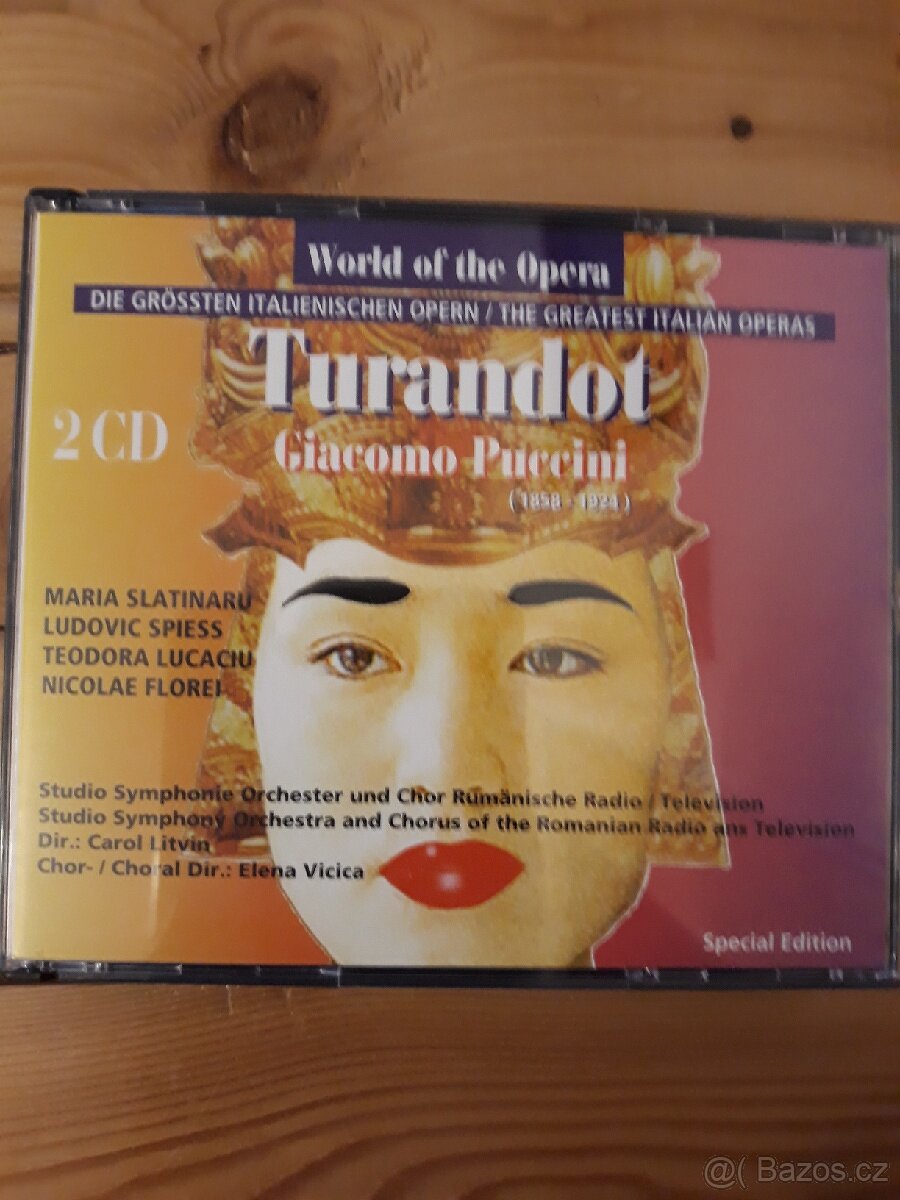 World of the Opera
DIE GRÖSSTEN ITALIENISCHEN OPERN / THE GREATEST ITALIAN OPERAS
Turandot
2 CD
Giacomo Puccini
(1858 - 1924)
MARIA SLATINARU
LUDOVIC SPIESS
TEODORA LUCACIU
NICOLAE FLOREI
Studio Symphonie Orchester und Chor Rumänische Radio / Television
Studio Symphony Orchestra and Chorus of the Romanian Radio ans Television
Dir.: Carol Litvin
Chor- / Choral Dir.: Elena Vicica
Special Edition
@( Bazos.cz